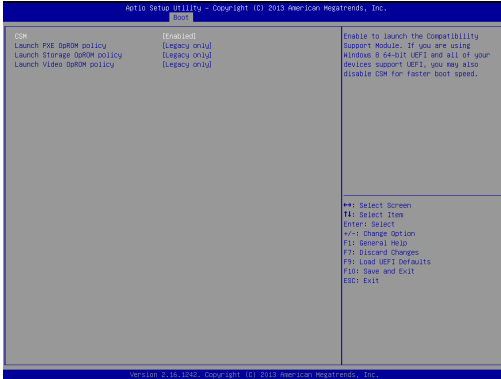 Aptio Setup Utility – Copyright (C) 2013 American Megatrends, Inc.
Boot
CSM [Enabled]
Launch PXE OpROM policy [Legacy only]
Launch Storage OpROM policy [Legacy only]
Launch Video OpROM policy [Legacy only]
Enable to launch the Compatibility
Support Module. If you are using
Windows 8 64-bit UEFI and all of your
devices support UEFI, you may also
disable CSM for faster boot speed.
↔: Select Screen
↑↓: Select Item
Enter: Select
+/-: Change Option
F1: General Help
F7: Discard Changes
F9: Load UEFI Defaults
F10: Save and Exit
ESC: Exit
Version 2.16.1242. Copyright (C) 2013 American Megatrends, Inc.